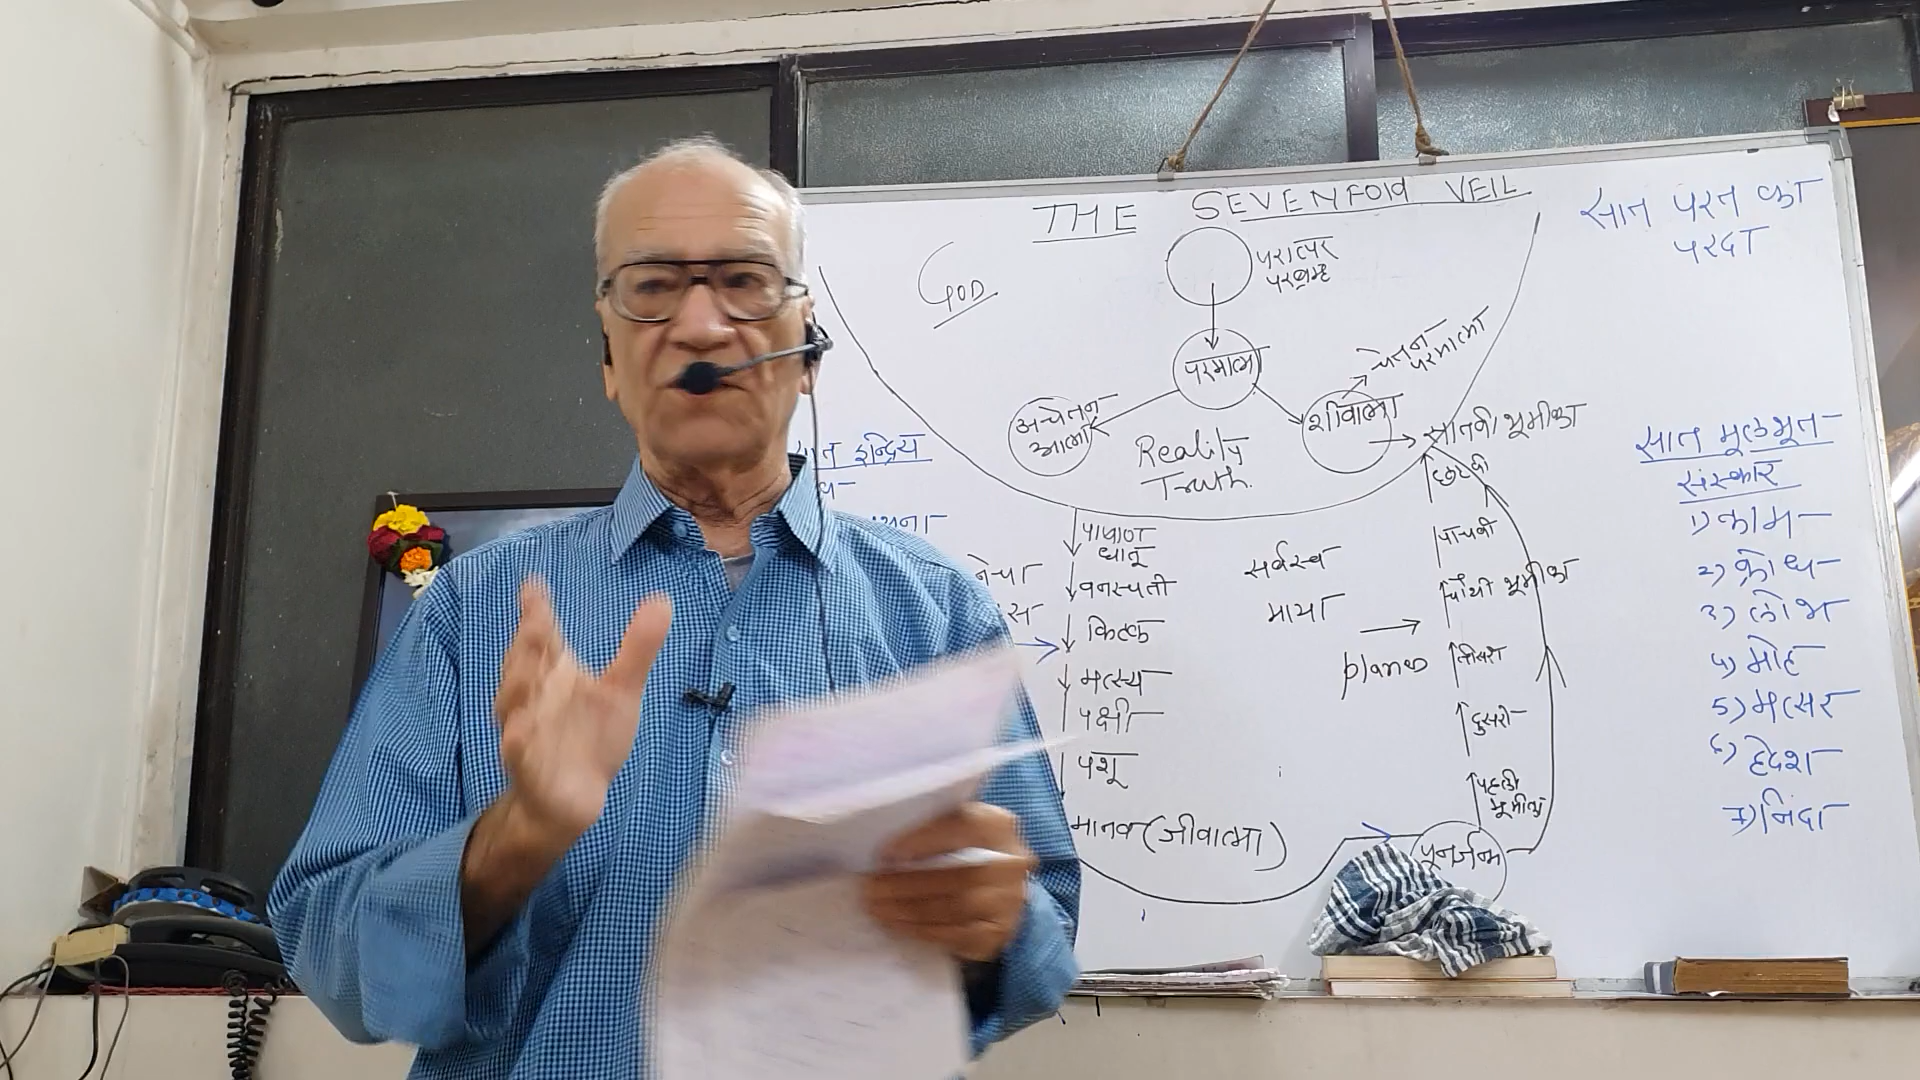 THE SEVENFOLD VEIL
सात परत का
परदा
GOD
परात्पर
परब्रम्ह
परमात्मा
चेतन
परमात्मा
अचेतन
आत्मा
शीवात्मा
Reality
Truth.
सातवी भूमीका
छटवी
पाचवी
चौथी भूमीका
तीसरी
दुसरी
पहली
भूमीका
पुनर्जन्म
planes
सर्वस्व
माया
इन्द्रिय
पाषाण
धातू
वनस्पती
किटक
मत्स्य
पक्षी
पशू
मानव (जीवात्मा)
सात मुलभूत
संस्कार
1) काम
2) क्रोध
3) लोभ
4) मोह
5) मत्सर
6) द्वेश
7) निंदा